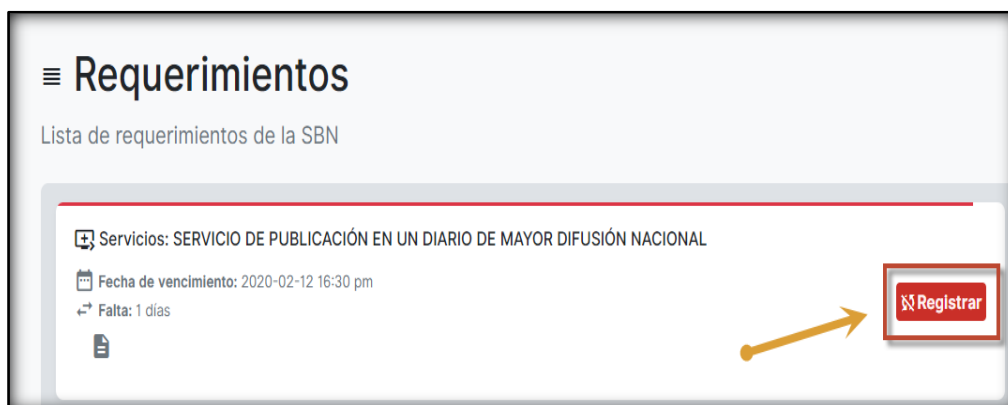 Requerimientos
Lista de requerimientos de la SBN
Servicios: SERVICIO DE PUBLICACIÓN EN UN DIARIO DE MAYOR DIFUSIÓN NACIONAL
Fecha de vencimiento: 2020-02-12 16:30 pm
Falta: 1 días
Registrar